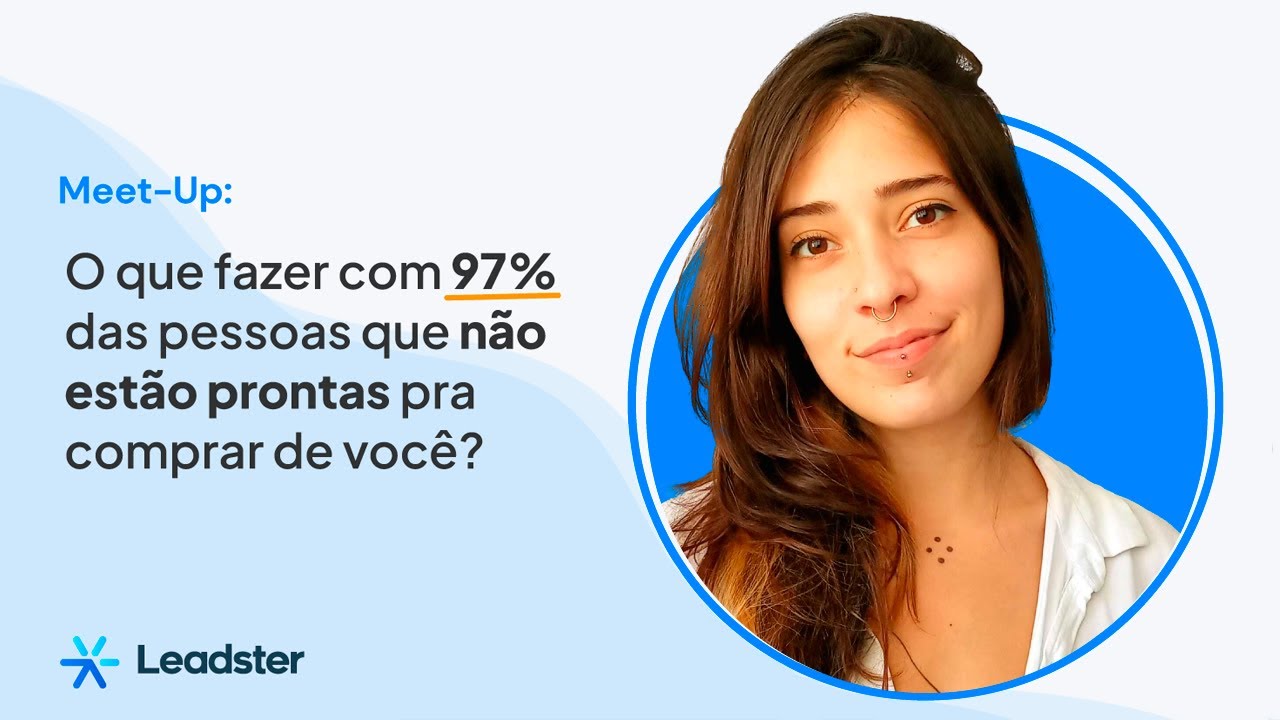 Meet-Up:
O que fazer com 97%
das pessoas que não
estão prontas pra
comprar de você?
Leadster